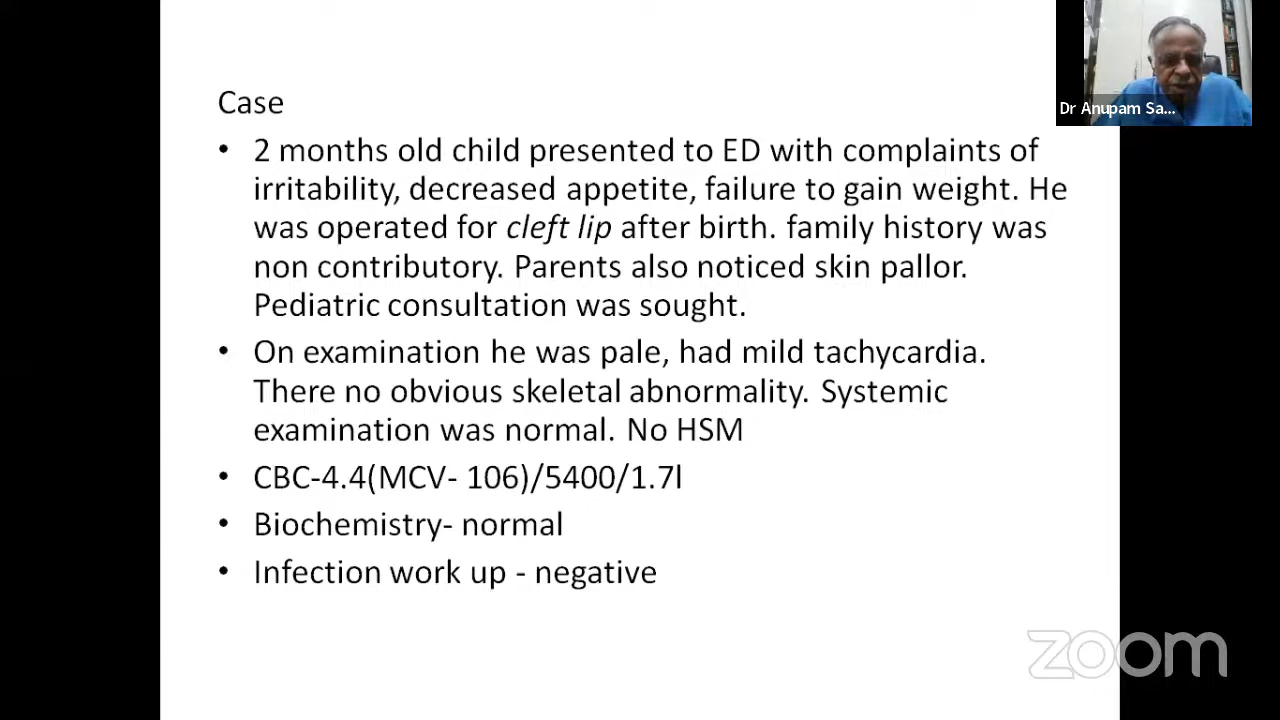 Dr Anupam Sa...
Case
• 2 months old child presented to ED with complaints of
irritability, decreased appetite, failure to gain weight. He
was operated for cleft lip after birth. family history was
non contributory. Parents also noticed skin pallor.
Pediatric consultation was sought.
• On examination he was pale, had mild tachycardia.
There no obvious skeletal abnormality. Systemic
examination was normal. No HSM
• CBC-4.4(MCV- 106)/5400/1.7l
• Biochemistry- normal
• Infection work up - negative
zoom